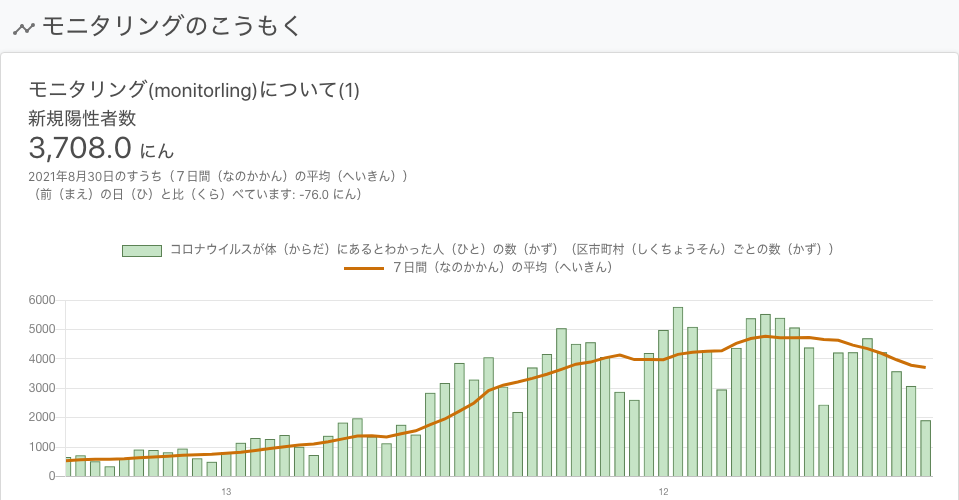 モニタリングのこうもく
モニタリング(monitorling)について(1)
新規陽性者数
3,708.0 にん
2021年8月30日のすうち（７日間（なのかかん）の平均（へいきん））
（前（まえ）の日（ひ）と比（くら）べています: -76.0 にん）
コロナウイルスが体（からだ）にあるとわかった人（ひと）の数（かず）（区市町村（しくちょうそん）ごとの数（かず））
７日間（なのかかん）の平均（へいきん）
6000
5000
4000
3000
2000
1000
0
13
12